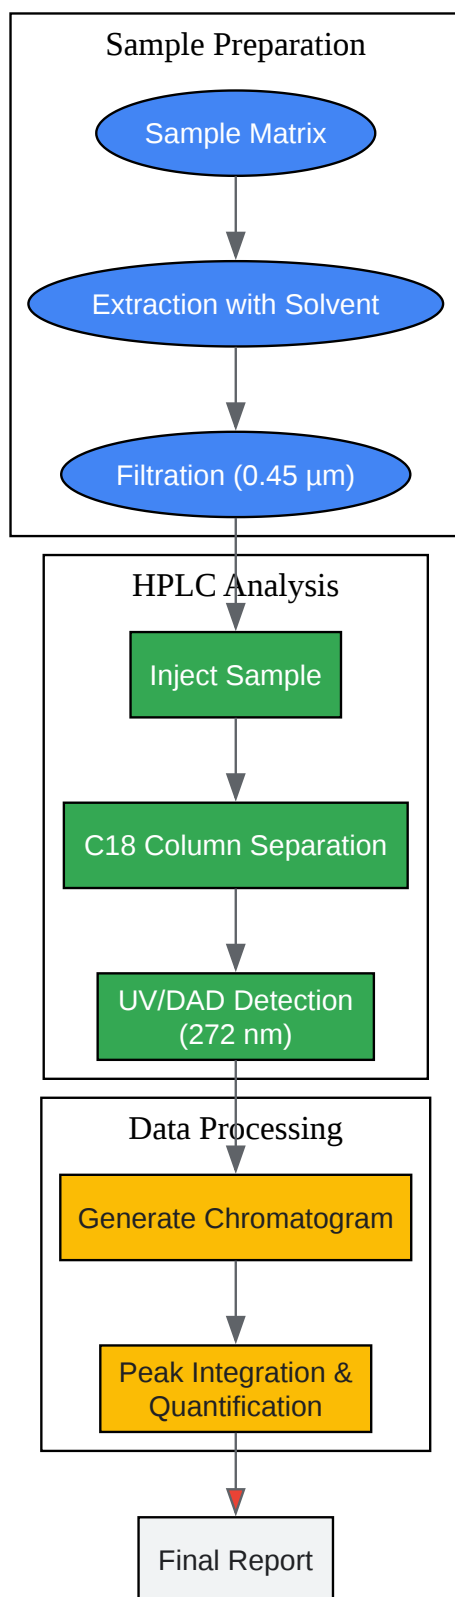 Sample Preparation
Sample Matrix
Extraction with Solvent
Filtration (0.45 µm)
HPLC Analysis
Inject Sample
C18 Column Separation
UV/DAD Detection
(272 nm)
Data Processing
Generate Chromatogram
Peak Integration &
Quantification
Final Report